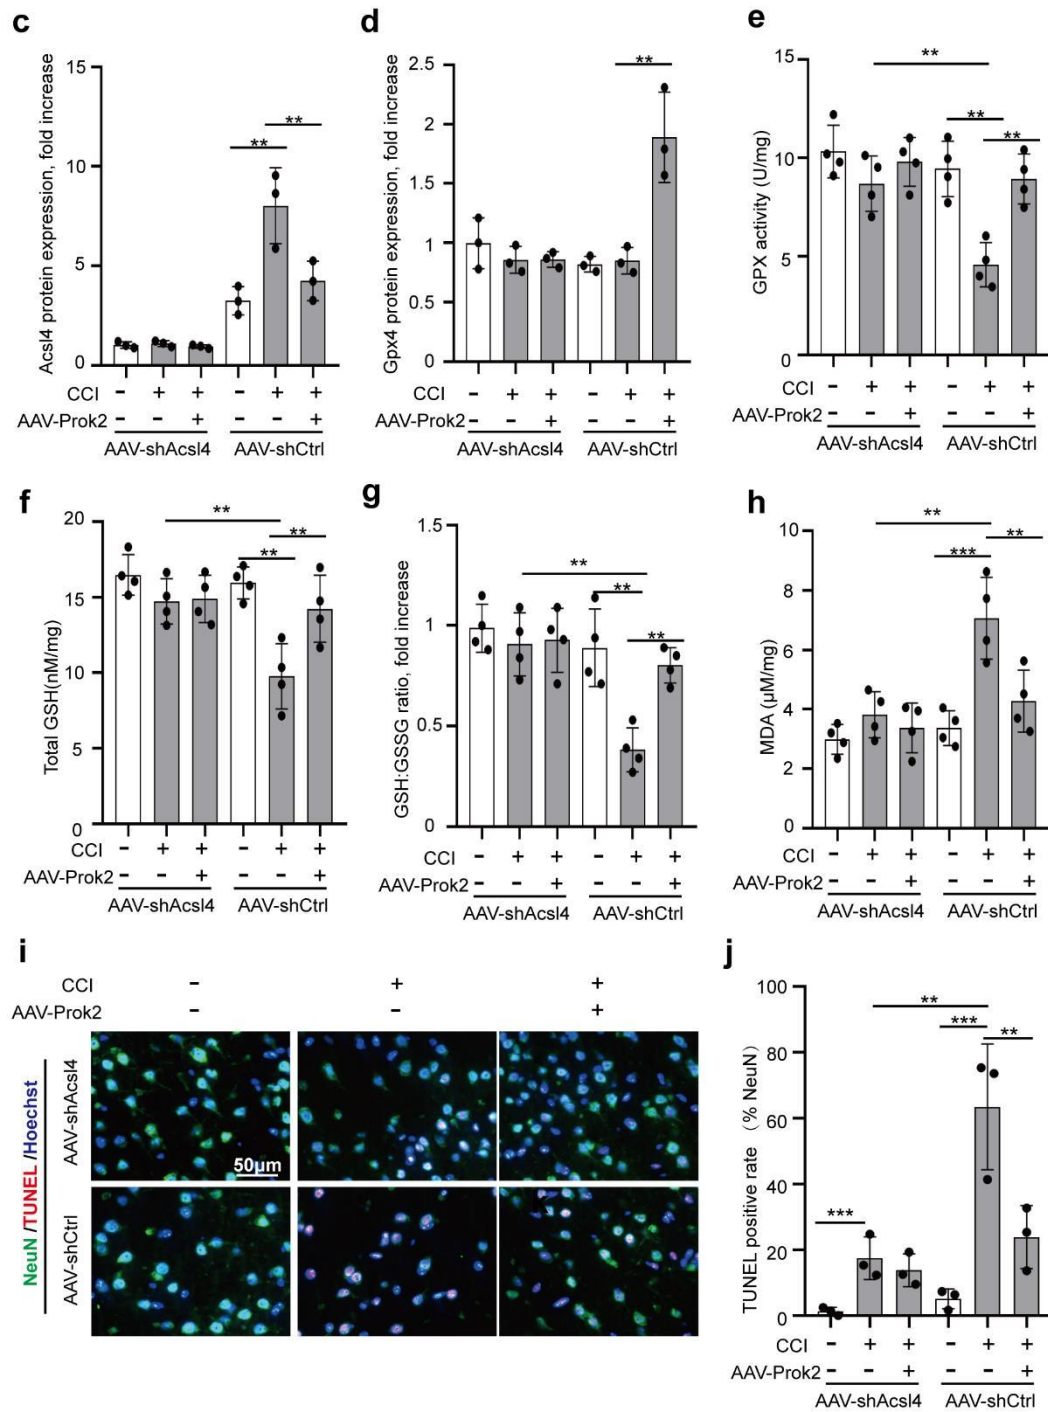 c
Acsl4 protein expression, fold increase
15
10
5
0
**
**
CCI - + + - + +
AAV-Prok2 - - + - - +
AAV-shAcsl4 AAV-shCtrl
d
Gpx4 protein expression, fold increase
2.5
2
1.5
1
0.5
0
**
CCI - + + - + +
AAV-Prok2 - - + - - +
AAV-shAcsl4 AAV-shCtrl
e
GPX activity (U/mg)
15
10
5
0
**
**
**
CCI - + + - + +
AAV-Prok2 - - + - - +
AAV-shAcsl4 AAV-shCtrl
f
Total GSH(nM/mg)
20
15
10
5
0
**
**
**
CCI - + + - + +
AAV-Prok2 - - + - - +
AAV-shAcsl4 AAV-shCtrl
g
GSH:GSSG ratio, fold increase
1.5
1
0.5
0
**
**
**
CCI - + + - + +
AAV-Prok2 - - + - - +
AAV-shAcsl4 AAV-shCtrl
h
MDA (μM/mg)
10
8
6
4
2
0
**
**
***
CCI - + + - + +
AAV-Prok2 - - + - - +
AAV-shAcsl4 AAV-shCtrl
i
CCI - + +
AAV-Prok2 - - +
NeuN /TUNEL /Hoechst
AAV-shAcsl4
50μm
AAV-shCtrl
j
TUNEL positive rate (% NeuN)
100
80
60
40
20
0
**
***
**
***
CCI - + + - + +
AAV-Prok2 - - + - - +
AAV-shAcsl4 AAV-shCtrl